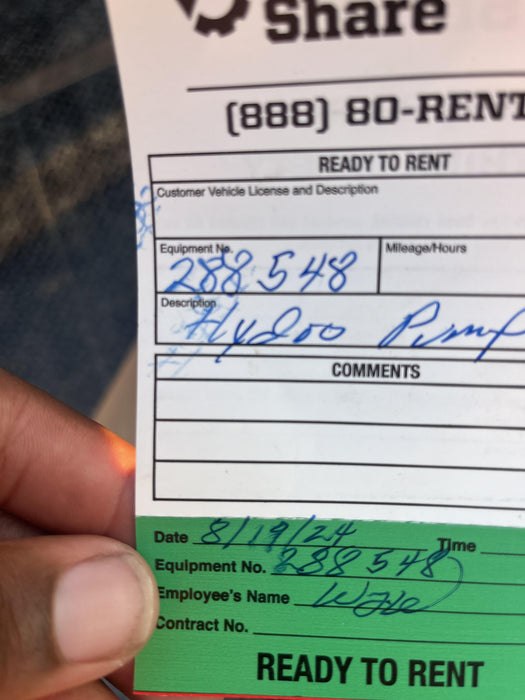 Share
(888) 80-RENT
READY TO RENT
Customer Vehicle License and Description
Equipment No. Mileage/Hours
288548
Description
Hydro Pump
COMMENTS
Date 8/19/24 Time
Equipment No. 288548
Employee's Name
Contract No.
READY TO RENT